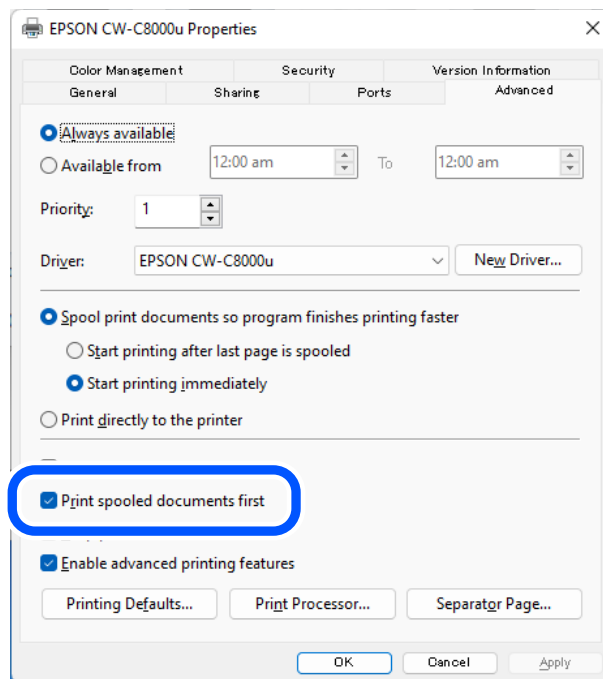 EPSON CW-C8000u Properties
Color Management Security Version Information
General Sharing Ports Advanced
Always available
Available from 12:00 am To 12:00 am
Priority: 1
Driver: EPSON CW-C8000u New Driver...
Spool print documents so program finishes printing faster
Start printing after last page is spooled
Start printing immediately
Print directly to the printer
Print spooled documents first
Enable advanced printing features
Printing Defaults... Print Processor... Separator Page...
OK Cancel Apply